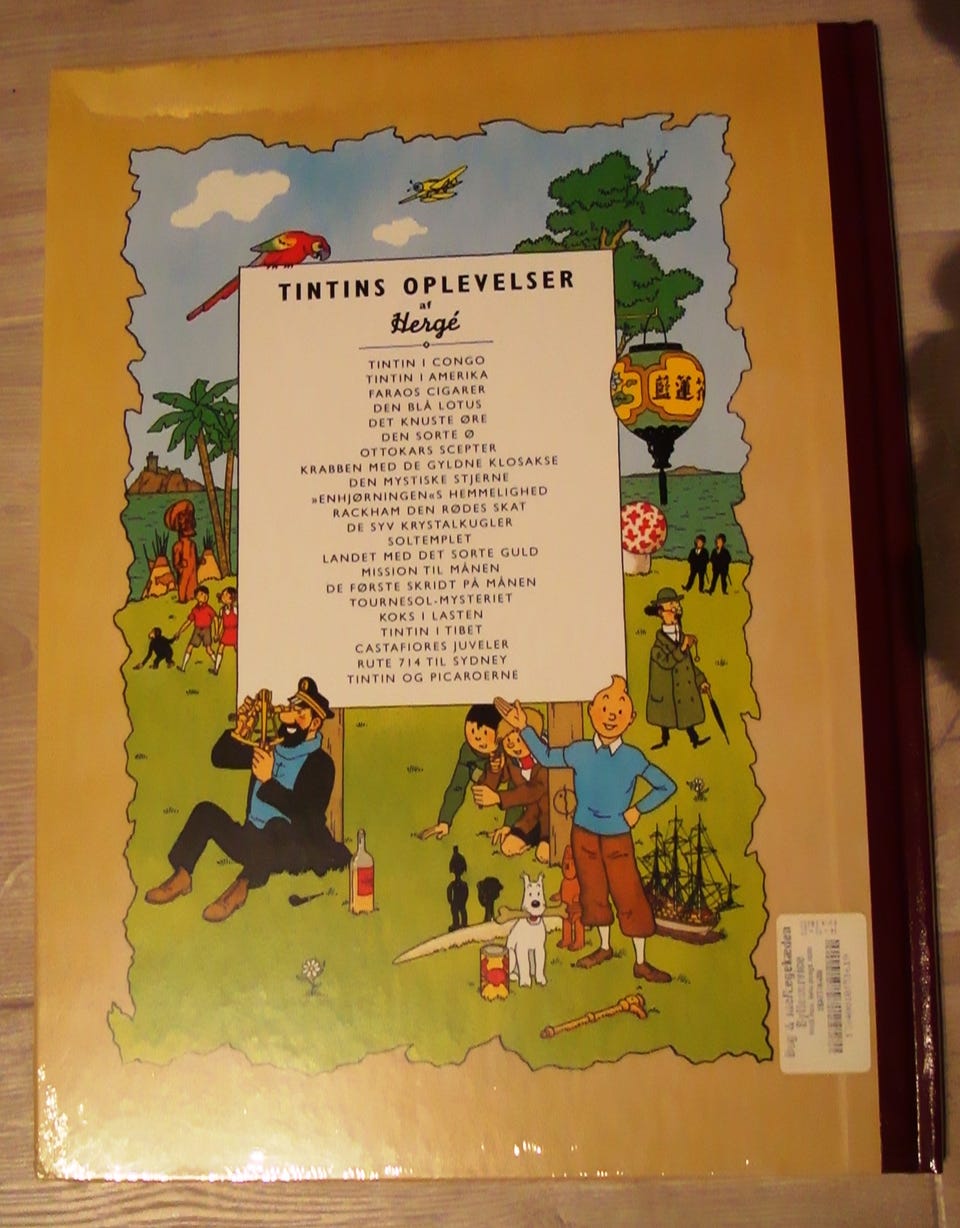 TINTINS OPLEVELSER
af
Hergé
TINTIN I CONGO
TINTIN I AMERIKA
FARAOS CIGARER
DEN BLÅ LOTUS
DET KNUSTE ØRE
DEN SORTE Ø
OTTOKARS SCEPTER
KRABBEN MED DE GYLDNE KLOSAKSE
DEN MYSTISKE STJERNE
»ENHJØRNINGEN«S HEMMELIGHED
RACKHAM DEN RØDES SKAT
DE SYV KRYSTALKUGLER
SOLTEMPLET
LANDET MED DET SORTE GULD
MISSION TIL MÅNEN
DE FØRSTE SKRIDT PÅ MÅNEN
TOURNESOL-MYSTERIET
KOKS I LASTEN
TINTIN I TIBET
CASTAFIORES JUVELER
RUTE 714 TIL SYDNEY
TINTIN OG PICAROERNE
藍蓮